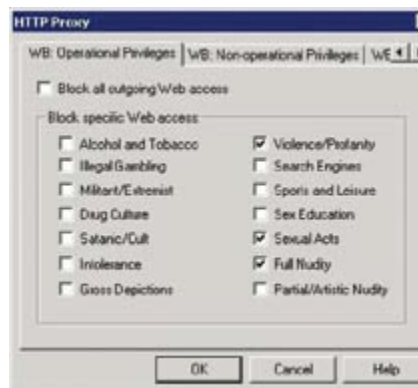 HTTP Proxy
WB: Operational Privileges
WB: Non-operational Privileges
WE
Block all outgoing Web access
Block specific Web access
Alcohol and Tobacco
Illegal Gambling
Militant/Extremist
Drug Culture
Satanic/Cult
Intolerance
Gross Depictions
Violence/Profanity
Search Engines
Sports and Leisure
Sex Education
Sexual Acts
Full Nudity
Partial/Artistic Nudity
OK
Cancel
Help